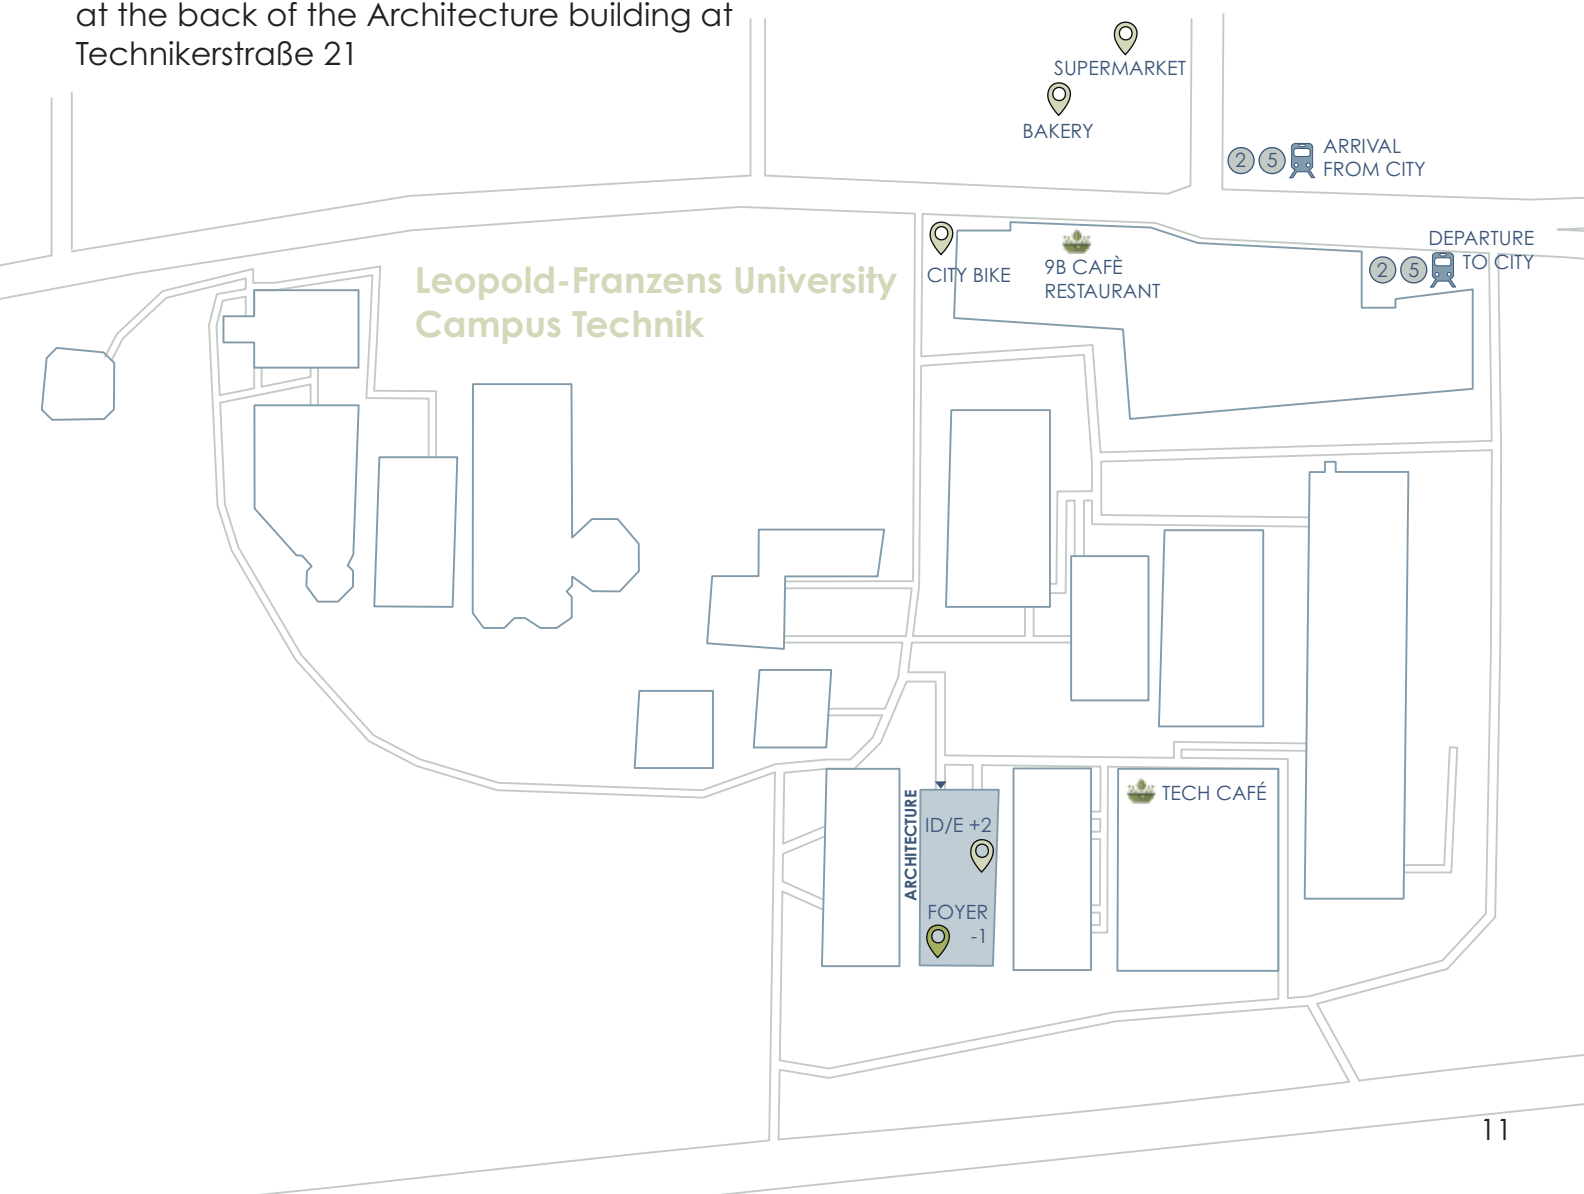 at the back of the Architecture building at
Technikerstraße 21
SUPERMARKET
BAKERY
2 5 ARRIVAL
FROM CITY
DEPARTURE
2 5 TO CITY
CITY BIKE
9B CAFÈ
RESTAURANT
Leopold-Franzens University
Campus Technik
TECH CAFÉ
ARCHITECTURE
ID/E +2
FOYER
-1
11